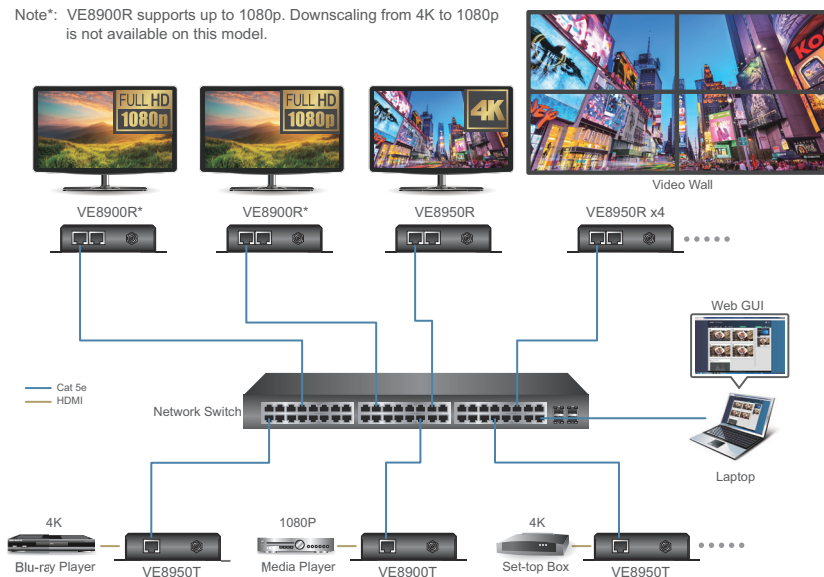 Note*: VE8900R supports up to 1080p. Downscaling from 4K to 1080p
is not available on this model.
FULL HD
1080p
FULL HD
1080p
4K
Video Wall
VE8900R*
VE8900R*
VE8950R
VE8950R x4
Web GUI
Cat 5e
HDMI
Network Switch
Laptop
4K
1080P
4K
Blu-ray Player
VE8950T
Media Player
VE8900T
Set-top Box
VE8950T